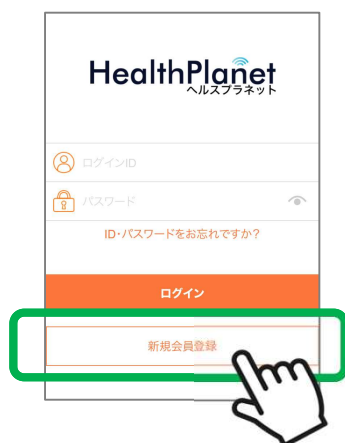 HealthPlanet
ヘルスプラネット
ログインID
パスワード
ID・パスワードをお忘れですか?
ログイン
新規会員登録